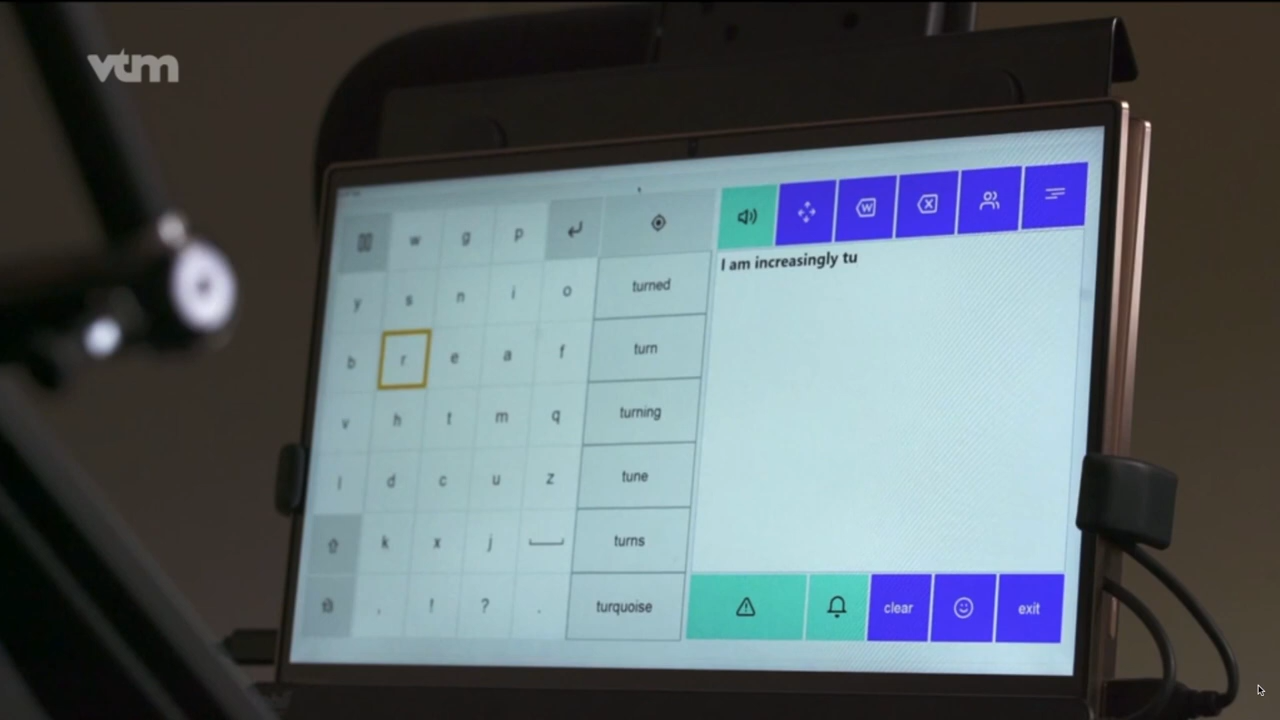 vtm
w g p
y s n i o turned
b r e a f turn
v h t m q turning
l d c u z tune
k x j turns
, ! ? . turquoise
W X
I am increasingly tu
clear exit